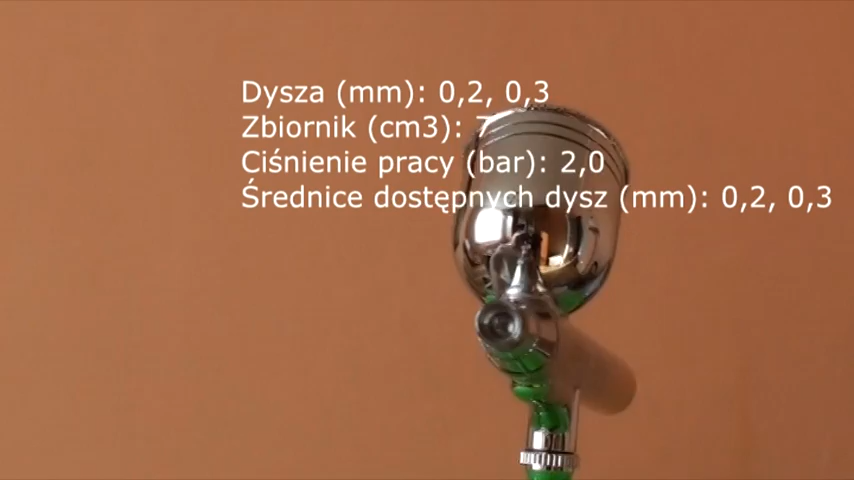 Dysza (mm): 0,2, 0,3
Zbiornik (cm3): 7
Ciśnienie pracy (bar): 2,0
Średnice dostępnych dysz (mm): 0,2, 0,3